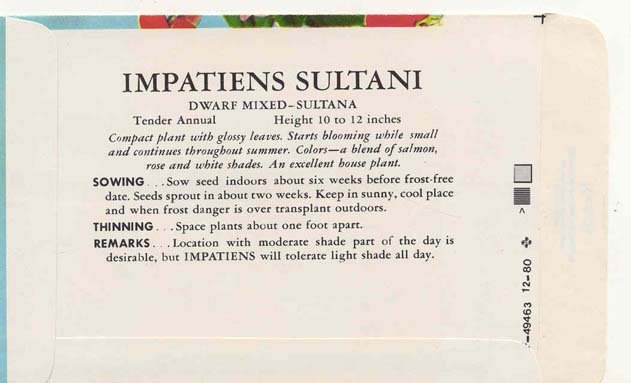 IMPATIENS SULTANI
DWARF MIXED-SULTANA
Tender Annual Height 10 to 12 inches
Compact plant with glossy leaves. Starts blooming while small
and continues throughout summer. Colors—a blend of salmon,
rose and white shades. An excellent house plant.
SOWING . . . Sow seed indoors about six weeks before frost-free
date. Seeds sprout in about two weeks. Keep in sunny, cool place
and when frost danger is over transplant outdoors.
THINNING . . . Space plants about one foot apart.
REMARKS . . . Location with moderate shade part of the day is
desirable, but IMPATIENS will tolerate light shade all day.
-49463 12-80